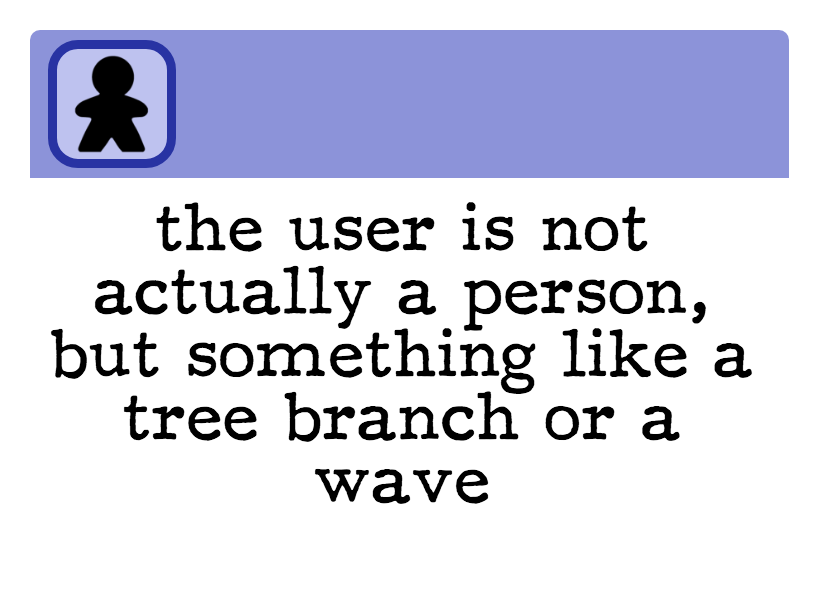 the user is not
actually a person,
but something like a
tree branch or a
wave